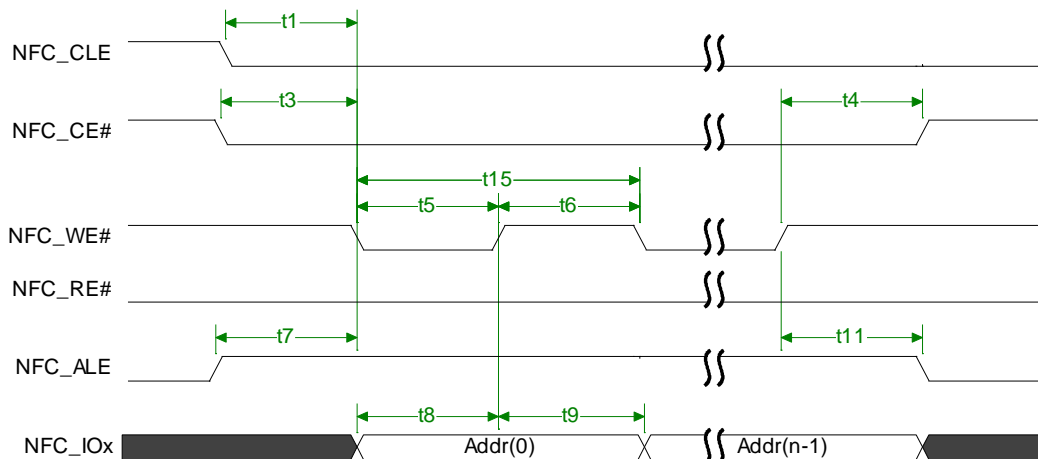 t1
NFC_CLE
t3
t4
NFC_CE#
t15
t5
t6
NFC_WE#
NFC_RE#
t7
t11
NFC_ALE
t8
t9
NFC_IOx
Addr(0)
Addr(n-1)